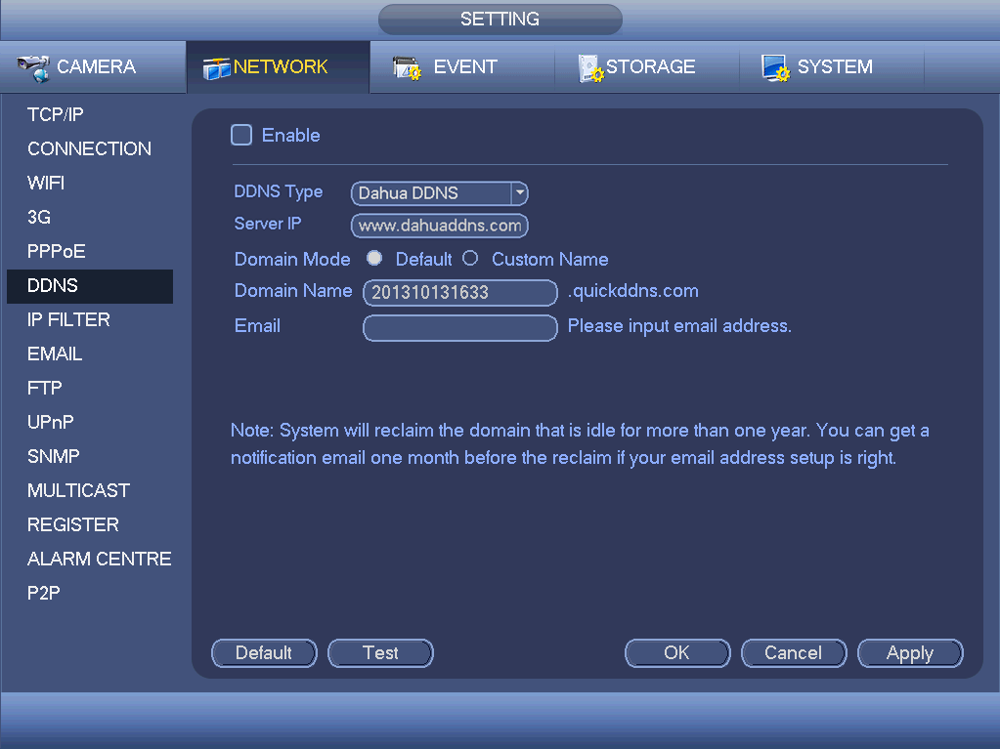 SETTING
CAMERA NETWORK EVENT STORAGE SYSTEM
TCP/IP
CONNECTION
WIFI
3G
PPPoE
DDNS
IP FILTER
EMAIL
FTP
UPnP
SNMP
MULTICAST
REGISTER
ALARM CENTRE
P2P
Enable
DDNS Type Dahua DDNS
Server IP www.dahuaddns.com
Domain Mode Default Custom Name
Domain Name 201310131633 .quickddns.com
Email Please input email address.
Note: System will reclaim the domain that is idle for more than one year. You can get a
notification email one month before the reclaim if your email address setup is right.
Default Test OK Cancel Apply